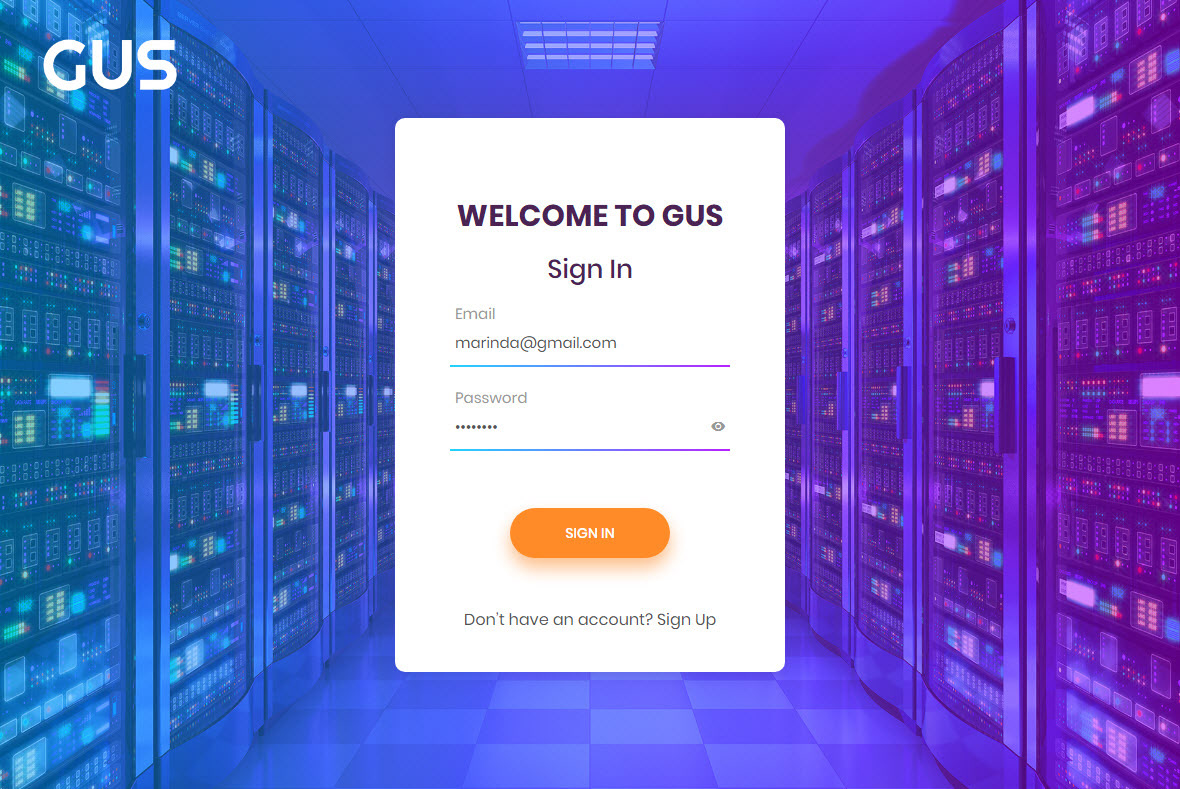 GUS
WELCOME TO GUS
Sign In
Email
marinda@gmail.com
Password
••••••••
SIGN IN
Don't have an account? Sign Up